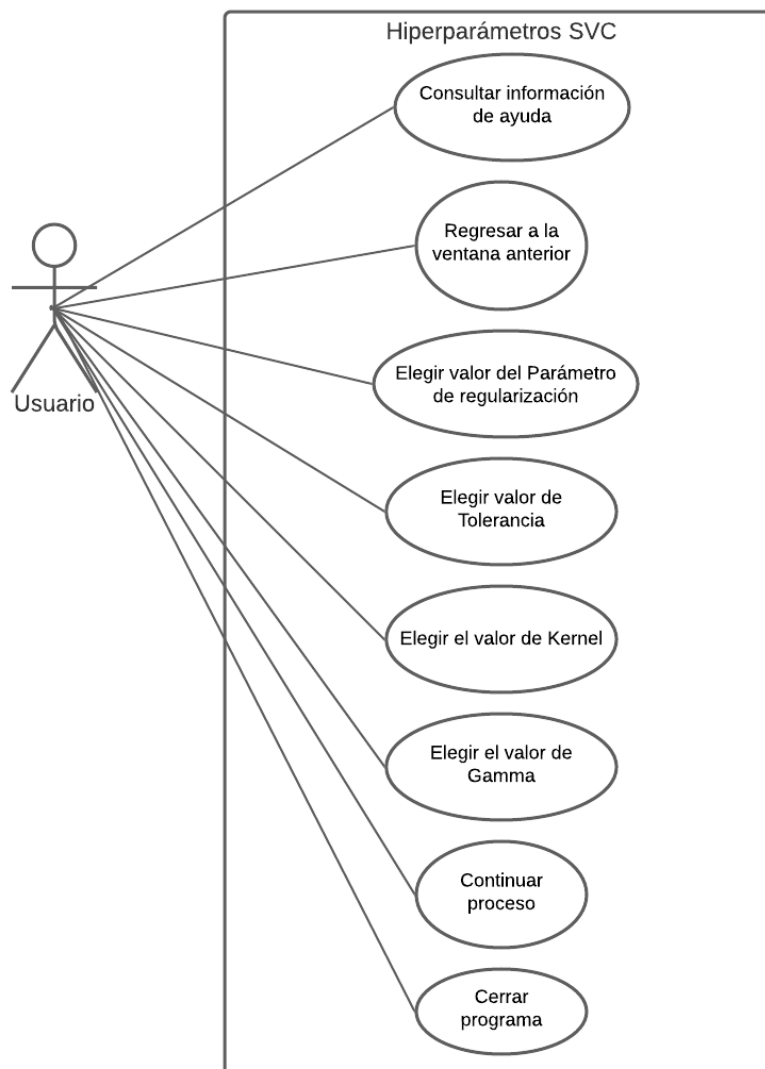 Hiperparámetros SVC
Consultar información
de ayuda
Regresar a la
ventana anterior
Elegir valor del Parámetro
de regularización
Usuario
Elegir valor de
Tolerancia
Elegir el valor de Kernel
Elegir el valor de
Gamma
Continuar
proceso
Cerrar
programa